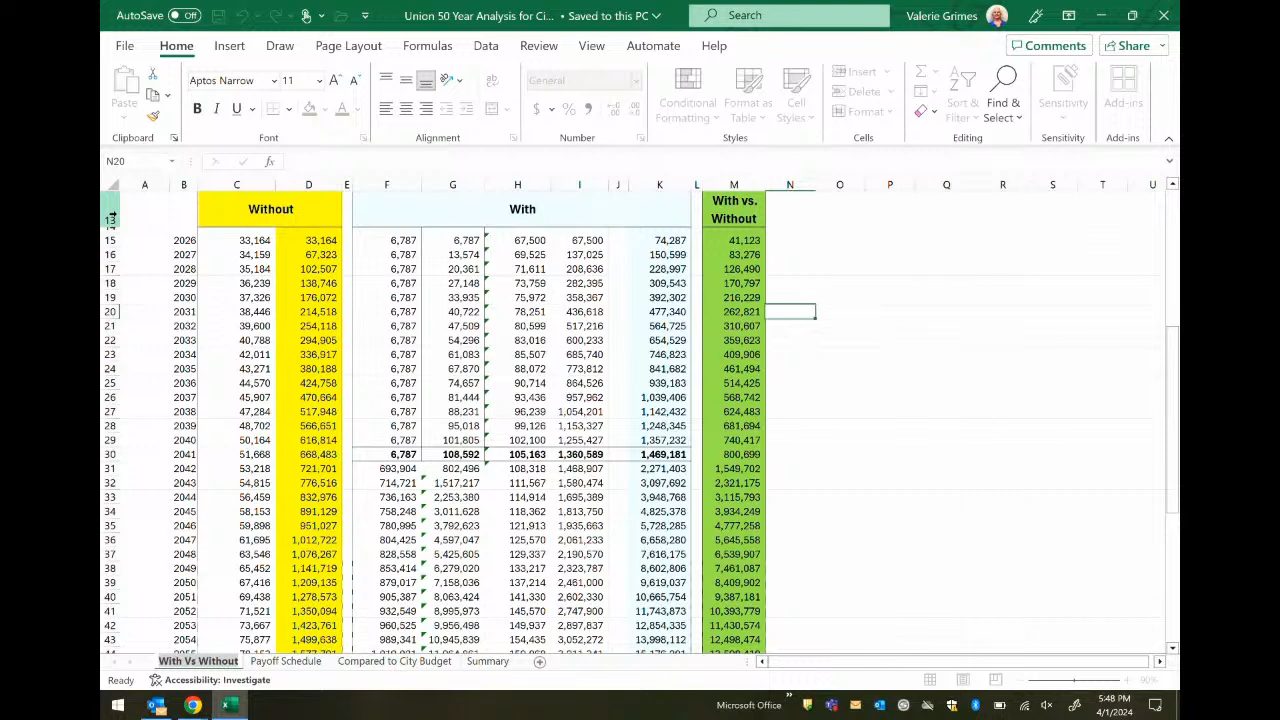 AutoSave Off Union 50 Year Analysis for Ci... • Saved to this PC Search Valerie Grimes
File Home Insert Draw Page Layout Formulas Data Review View Automate Help Comments Share
Aptos Narrow 11 A A ab General Insert Σ
Paste B I U A $ % Conditional Format as Cell Delete Sort & Find & Sensitivity Add-ins
Formatting Table Styles Format Filter Select
Clipboard Font Alignment Number Styles Cells Editing Sensitivity Add-ins
N20 fx
A B C D E F G H I J K L M N O P Q R S T U
13 Without With With vs.
Without
15 2026 33,164 33,164 6,787 6,787 67,500 67,500 74,287 41,123
16 2027 34,159 67,323 6,787 13,574 69,525 137,025 150,599 83,276
17 2028 35,184 102,507 6,787 20,361 71,611 208,636 228,997 126,490
18 2029 36,239 138,746 6,787 27,148 73,759 282,395 309,543 170,797
19 2030 37,326 176,072 6,787 33,935 75,972 358,367 392,302 216,229
20 2031 38,446 214,518 6,787 40,722 78,251 436,618 477,340 262,821
21 2032 39,600 254,118 6,787 47,509 80,599 517,216 564,725 310,607
22 2033 40,788 294,905 6,787 54,296 83,016 600,233 654,529 359,623
23 2034 42,011 336,917 6,787 61,083 85,507 685,740 746,823 409,906
24 2035 43,271 380,188 6,787 67,870 88,072 773,812 841,682 461,494
25 2036 44,570 424,758 6,787 74,657 90,714 864,526 939,183 514,425
26 2037 45,907 470,664 6,787 81,444 93,436 957,962 1,039,406 568,742
27 2038 47,284 517,948 6,787 88,231 96,239 1,054,201 1,142,432 624,483
28 2039 48,702 566,651 6,787 95,018 99,126 1,153,327 1,248,345 681,694
29 2040 50,164 616,814 6,787 101,805 102,100 1,255,427 1,357,232 740,417
30 2041 51,668 668,483 6,787 108,592 105,163 1,360,589 1,469,181 800,699
31 2042 53,218 721,701 693,904 802,496 108,318 1,468,907 2,271,403 1,549,702
32 2043 54,815 776,516 714,721 1,517,217 111,567 1,580,474 3,097,692 2,321,175
33 2044 56,459 832,976 736,163 2,253,380 114,914 1,695,389 3,948,768 3,115,793
34 2045 58,153 891,129 758,248 3,011,628 118,362 1,813,750 4,825,378 3,934,249
35 2046 59,898 951,027 780,995 3,792,623 121,913 1,935,663 5,728,285 4,777,258
36 2047 61,695 1,012,722 804,425 4,597,047 125,570 2,061,233 6,658,280 5,645,558
37 2048 63,546 1,076,267 828,558 5,425,605 129,337 2,190,570 7,616,175 6,539,907
38 2049 65,452 1,141,719 853,414 6,279,020 133,217 2,323,787 8,602,806 7,461,087
39 2050 67,416 1,209,135 879,017 7,158,036 137,214 2,461,000 9,619,037 8,409,902
40 2051 69,438 1,278,573 905,387 8,063,424 141,330 2,602,330 10,665,754 9,387,181
41 2052 71,521 1,350,094 932,549 8,995,973 145,570 2,747,900 11,743,873 10,393,779
42 2053 73,667 1,423,761 960,525 9,956,498 149,937 2,897,837 12,854,335 11,430,574
43 2054 75,877 1,499,638 989,341 10,945,839 154,435 3,052,272 13,998,112 12,498,474
With Vs Without Payoff Schedule Compared to City Budget Summary
Ready Accessibility: Investigate 90%
Microsoft Office 5:48 PM
4/1/2024